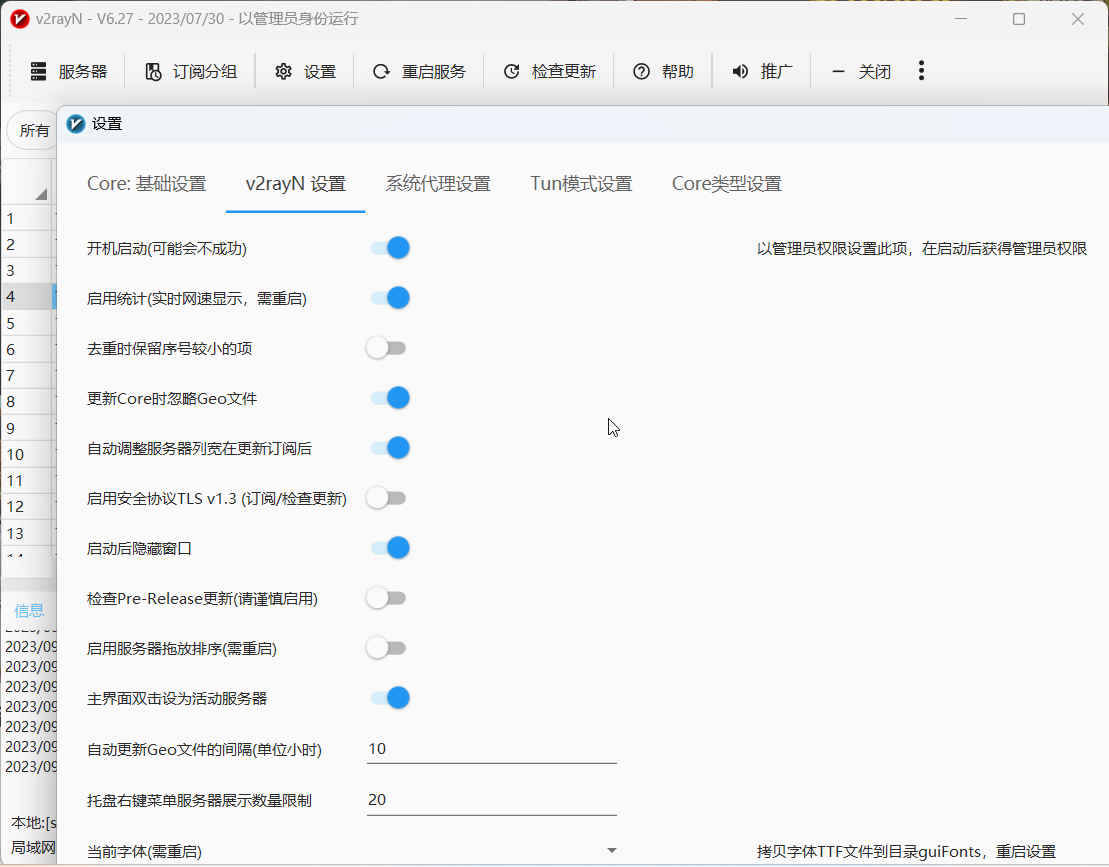 v2rayN - V6.27 - 2023/07/30 - 以管理员身份运行
服务器 订阅分组 设置 重启服务 检查更新 帮助 推广 关闭
所有
设置
Core: 基础设置 v2rayN 设置 系统代理设置 Tun模式设置 Core类型设置
1
2
3
4
5
6
7
8
9
10
11
12
13
开机启动(可能会不成功) 以管理员权限设置此项，在启动后获得管理员权限
启用统计(实时网速显示，需重启)
去重时保留序号较小的项
更新Core时忽略Geo文件
自动调整服务器列宽在更新订阅后
启用安全协议TLS v1.3 (订阅/检查更新)
启动后隐藏窗口
检查Pre-Release更新(请谨慎启用)
启用服务器拖放排序(需重启)
主界面双击设为活动服务器
自动更新Geo文件的间隔(单位小时) 10
托盘右键菜单服务器展示数量限制 20
当前字体(需重启) 拷贝字体TTF文件到目录guiFonts，重启设置
信息
2023/09
2023/09
2023/09
2023/09
2023/09
2023/09
2023/09
本地:[s
局域网